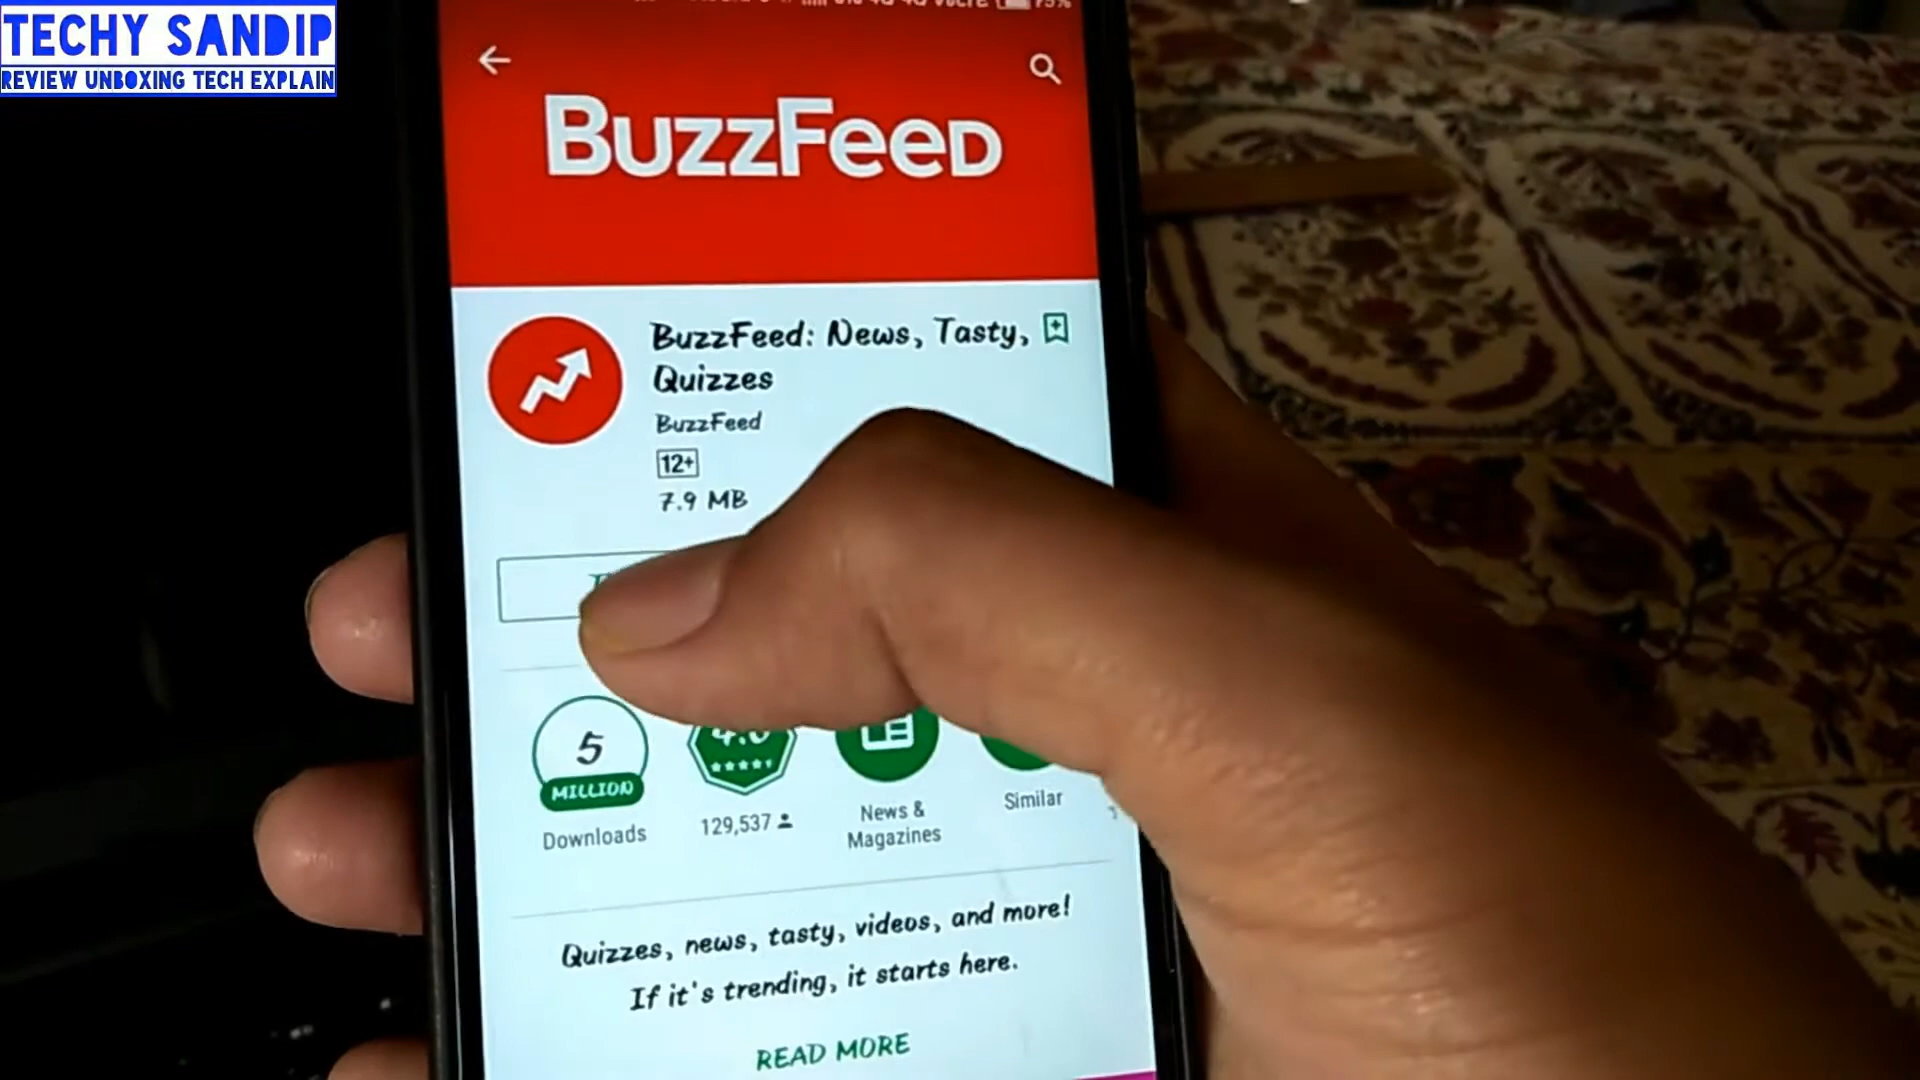 TECHY SANDIP
REVIEW UNBOXING TECH EXPLAIN
75%
BuzzFeed
BuzzFeed: News, Tasty,
Quizzes
BuzzFeed
12+
7.9 MB
5
MILLION
Downloads
129,537
News &
Magazines
Similar
Quizzes, news, tasty, videos, and more!
If it's trending, it starts here.
READ MORE